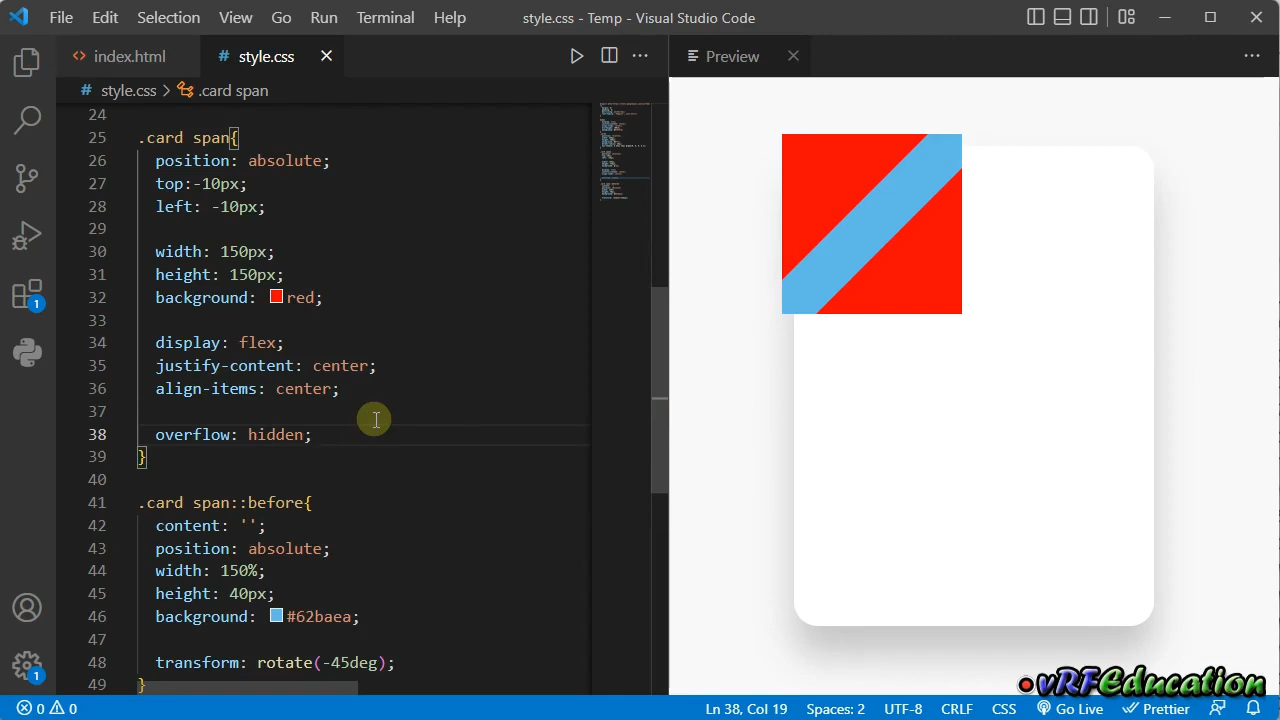 File Edit Selection View Go Run Terminal Help style.css - Temp - Visual Studio Code
index.html # style.css
Preview
# style.css > .card span
24
25 .card span{
26 position: absolute;
27 top:-10px;
28 left: -10px;
29
30 width: 150px;
31 height: 150px;
32 background: red;
33
34 display: flex;
35 justify-content: center;
36 align-items: center;
37
38 overflow: hidden;
39 }
40
41 .card span::before{
42 content: '';
43 position: absolute;
44 width: 150%;
45 height: 40px;
46 background: #62baea;
47
48 transform: rotate(-45deg);
49 }
1
1
vRFEducation
0 0 Ln 38, Col 19 Spaces: 2 UTF-8 CRLF CSS Go Live Prettier